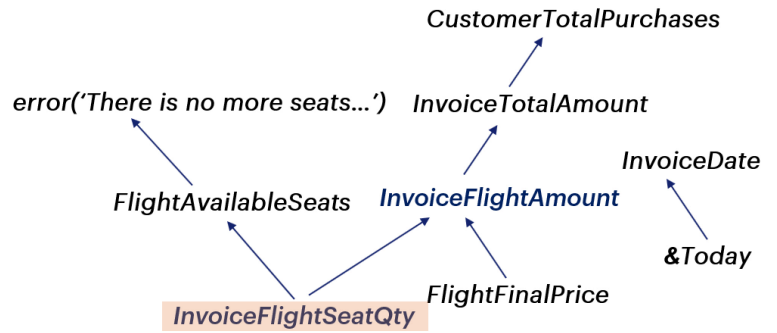 CustomerTotalPurchases
error(‘There is no more seats...’)
InvoiceTotalAmount
InvoiceDate
FlightAvailableSeats
InvoiceFlightAmount
&Today
FlightFinalPrice
InvoiceFlightSeatQty